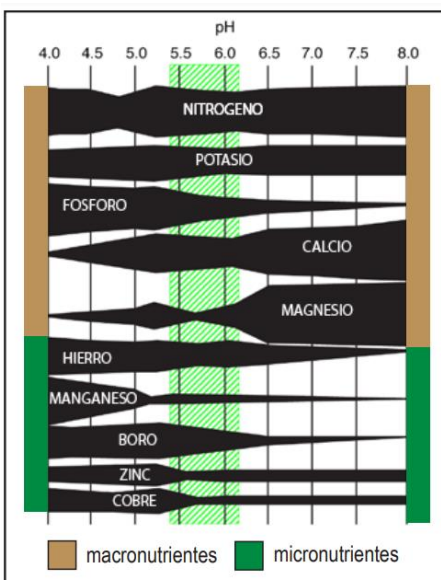 pH
4.0 4.5 5.0 5.5 6.0 6.5 7.0 7.5 8.0
NITROGENO
POTASIO
FOSFORO
CALCIO
MAGNESIO
HIERRO
MANGANESO
BORO
ZINC
COBRE
macronutrientes micronutrientes